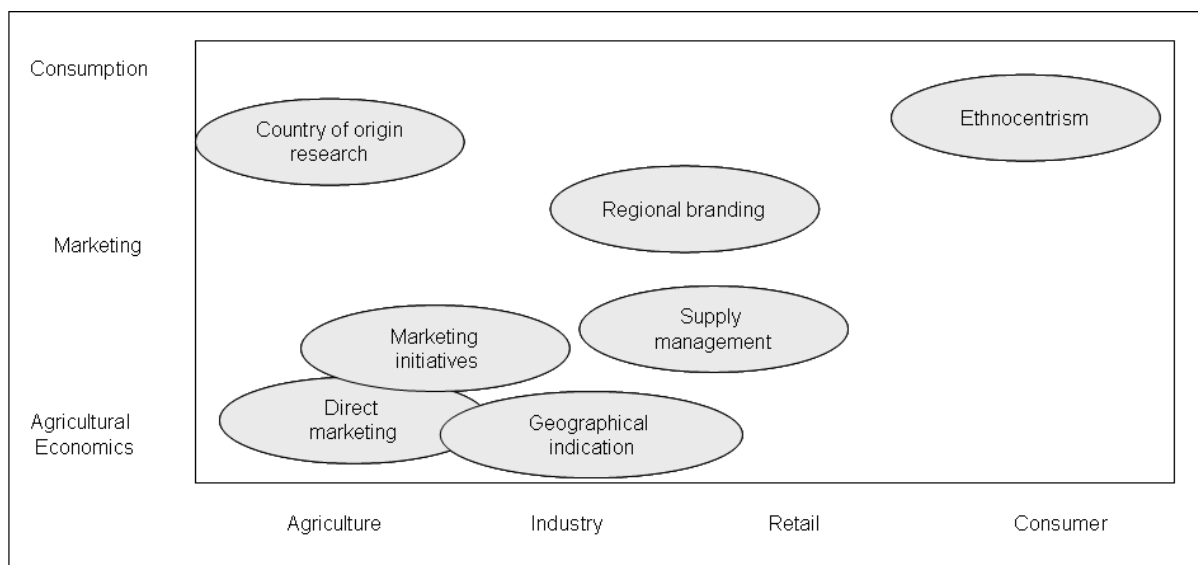 Consumption
Ethnocentrism
Country of origin
research
Regional branding
Marketing
Supply
management
Marketing
initiatives
Direct
marketing
Geographical
indication
Agricultural
Economics
Agriculture
Industry
Retail
Consumer